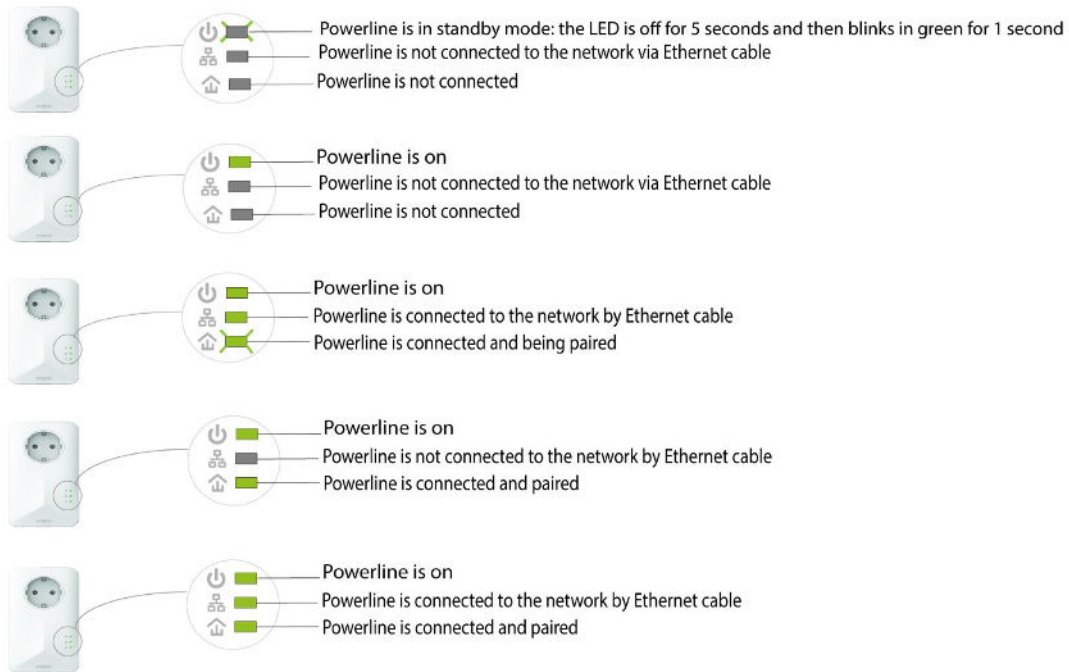 Powerline is in standby mode: the LED is off for 5 seconds and then blinks in green for 1 second
Powerline is not connected to the network via Ethernet cable
Powerline is not connected
Powerline is on
Powerline is not connected to the network via Ethernet cable
Powerline is not connected
Powerline is on
Powerline is connected to the network by Ethernet cable
Powerline is connected and being paired
Powerline is on
Powerline is not connected to the network by Ethernet cable
Powerline is connected and paired
Powerline is on
Powerline is connected to the network by Ethernet cable
Powerline is connected and paired